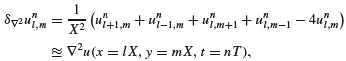 δ_{∇²}u^n_{l,m} = \frac{1}{X²} (u^n_{l+1,m} + u^n_{l−1,m} + u^n_{l,m+1} + u^n_{l,m−1} − 4u^n_{l,m})
≊ ∇²u(x = lX, y = mX, t = nT),